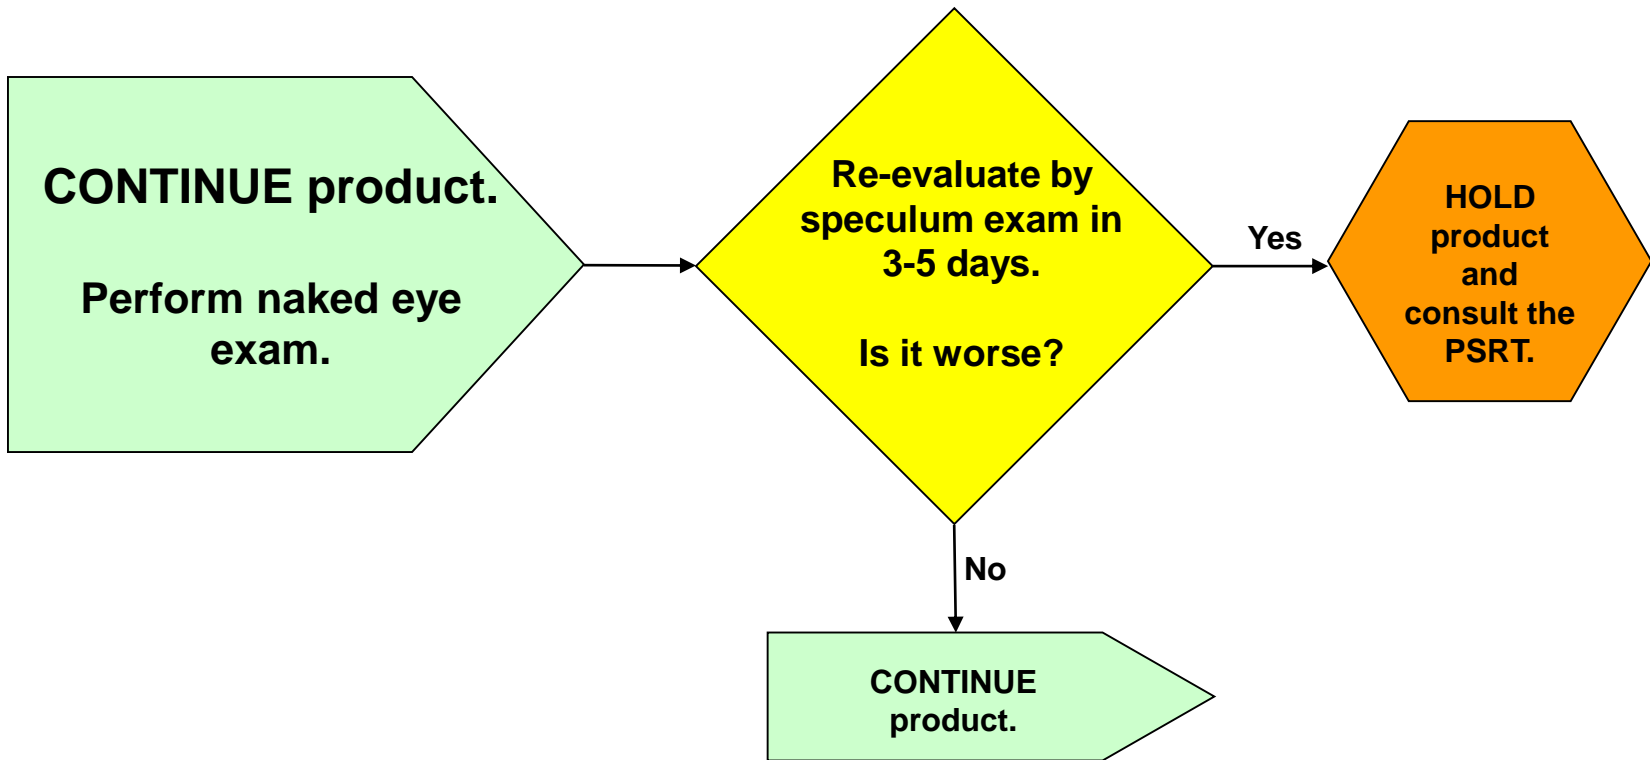 CONTINUE product.
Perform naked eye
exam.
Re-evaluate by
speculum exam in
3-5 days.
Is it worse?
Yes
HOLD
product
and
consult the
PSRT.
No
CONTINUE
product.